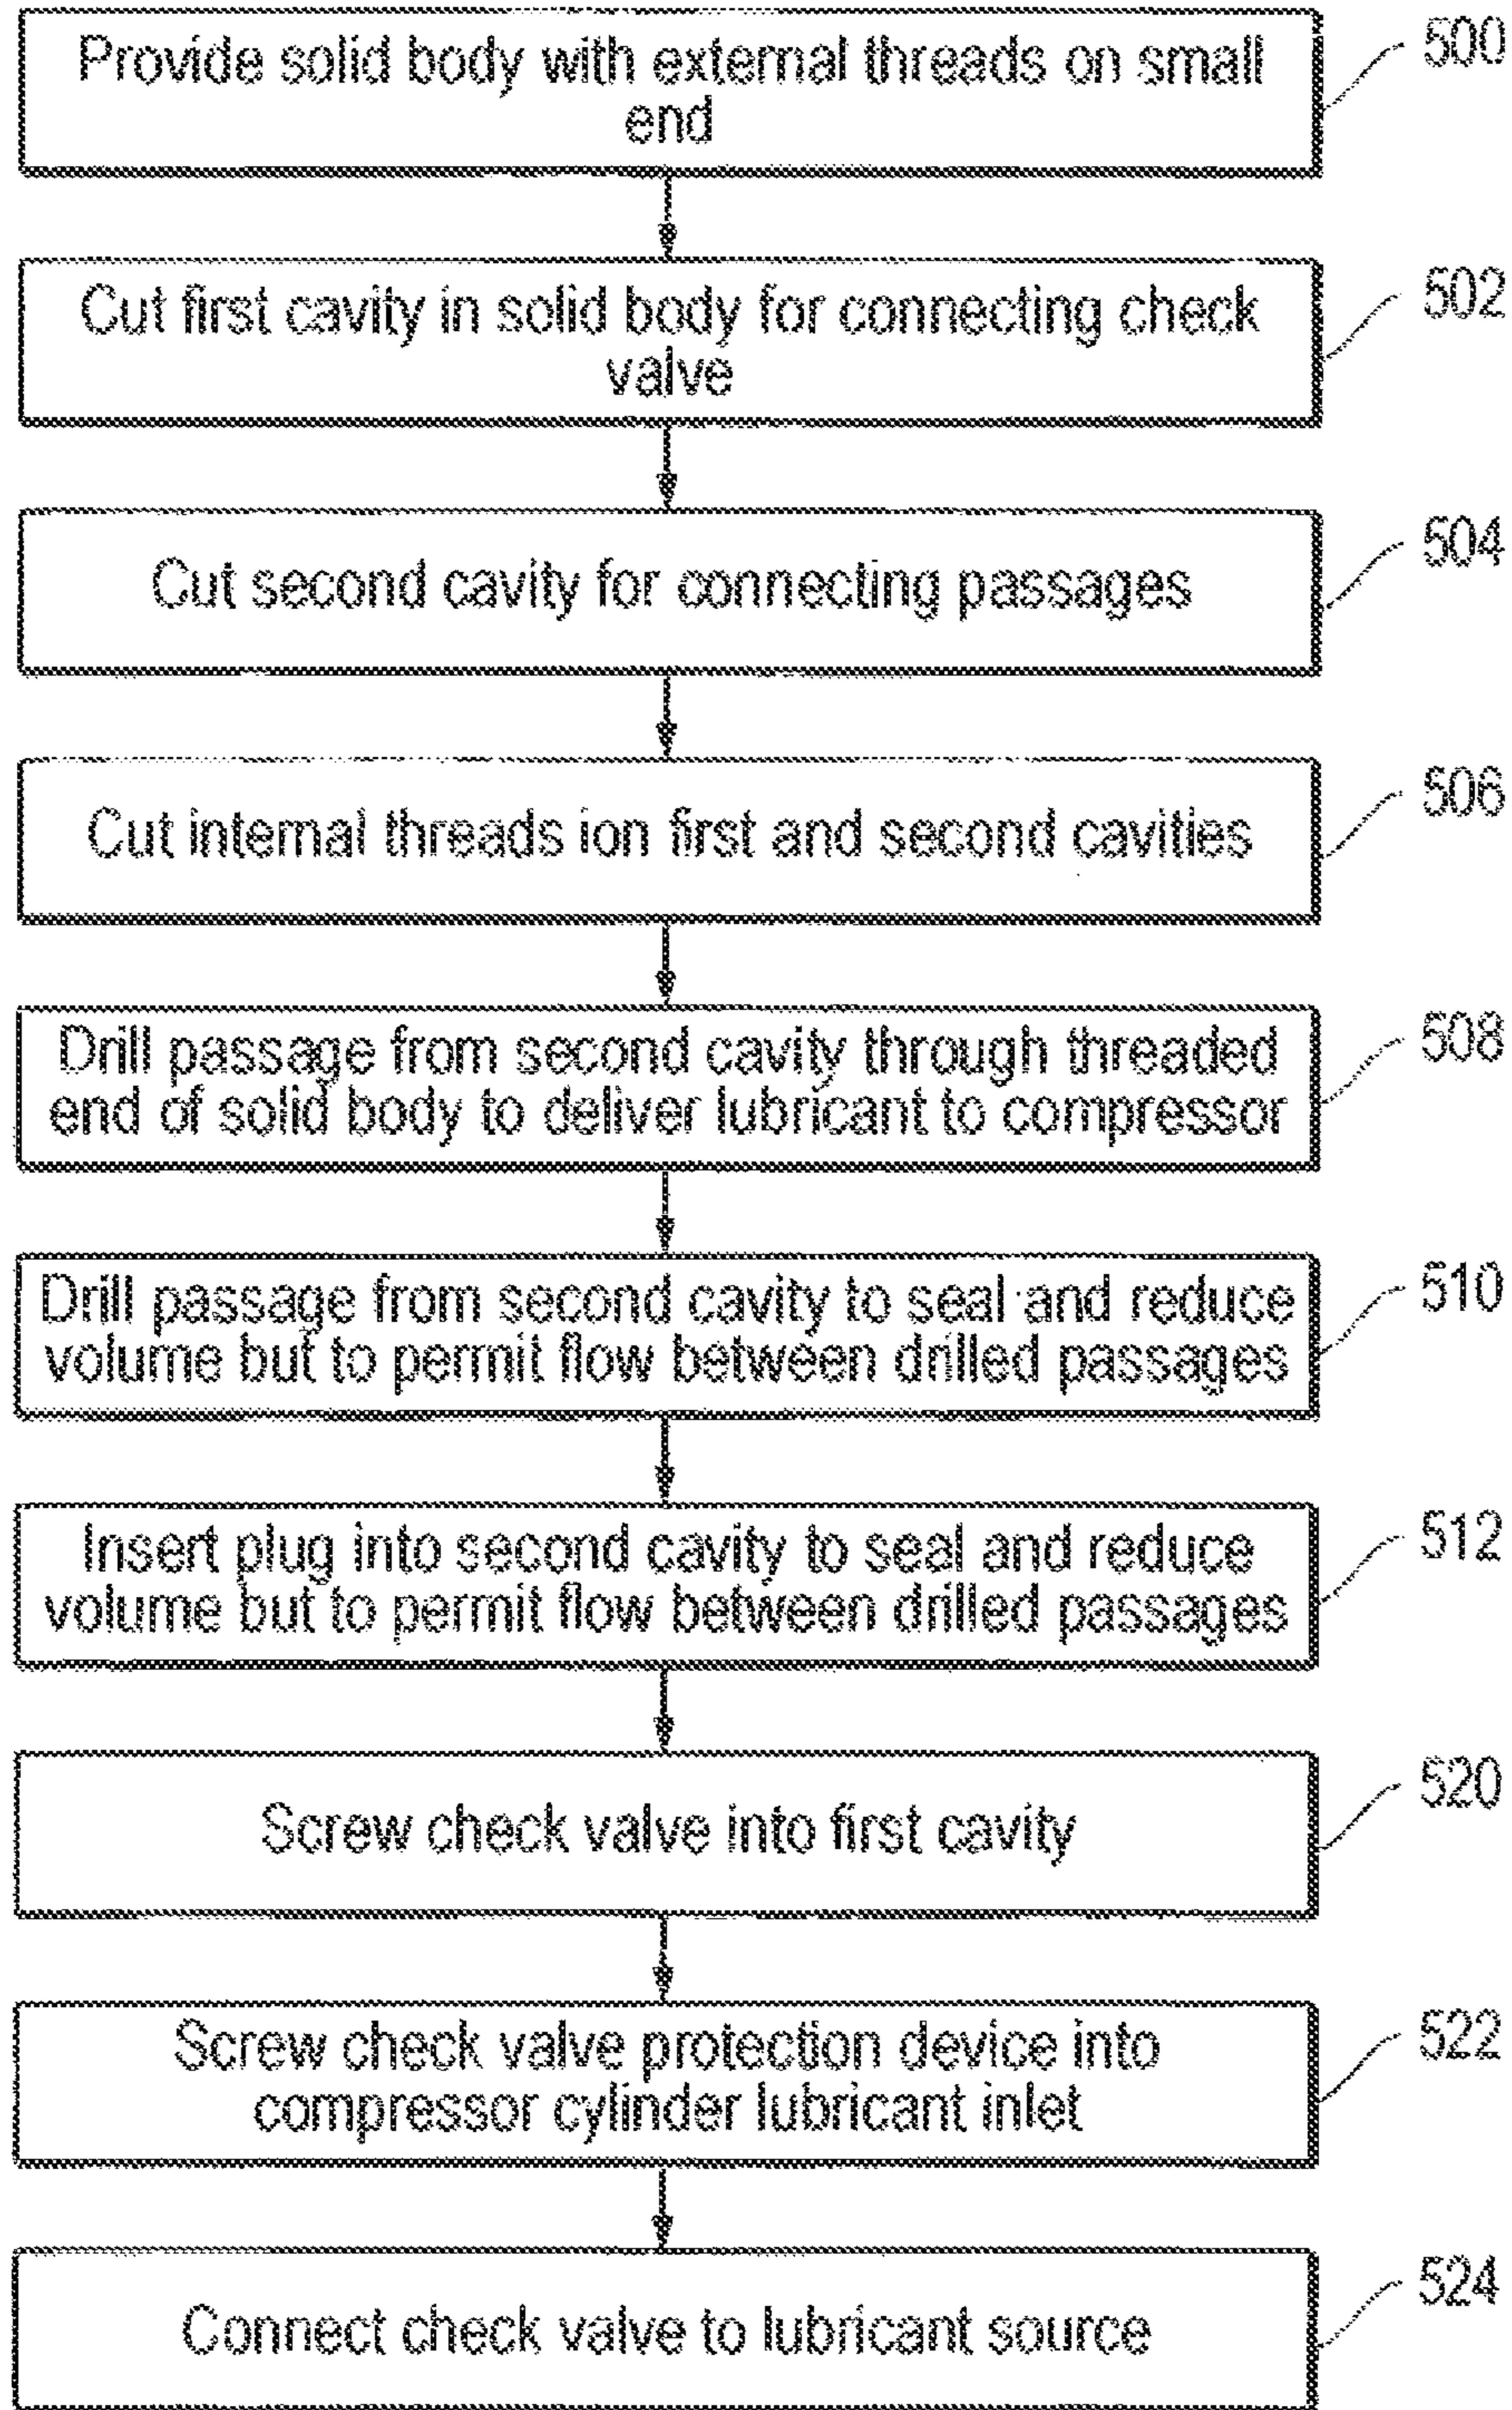 Provide solid body with external threads on small
end
500
Cut first cavity in solid body for connecting check
valve
502
Cut second cavity for connecting passages
504
Cut internal threads ion first and second cavities
506
Drill passage from second cavity through threaded
end of solid body to deliver lubricant to compressor
508
Drill passage from second cavity to seal and reduce
volume but to permit flow between drilled passages
510
Insert plug into second cavity to seal and reduce
volume but to permit flow between drilled passages
512
Screw check valve into first cavity
520
Screw check valve protection device into
compressor cylinder lubricant inlet
522
Connect check valve to lubricant source
524